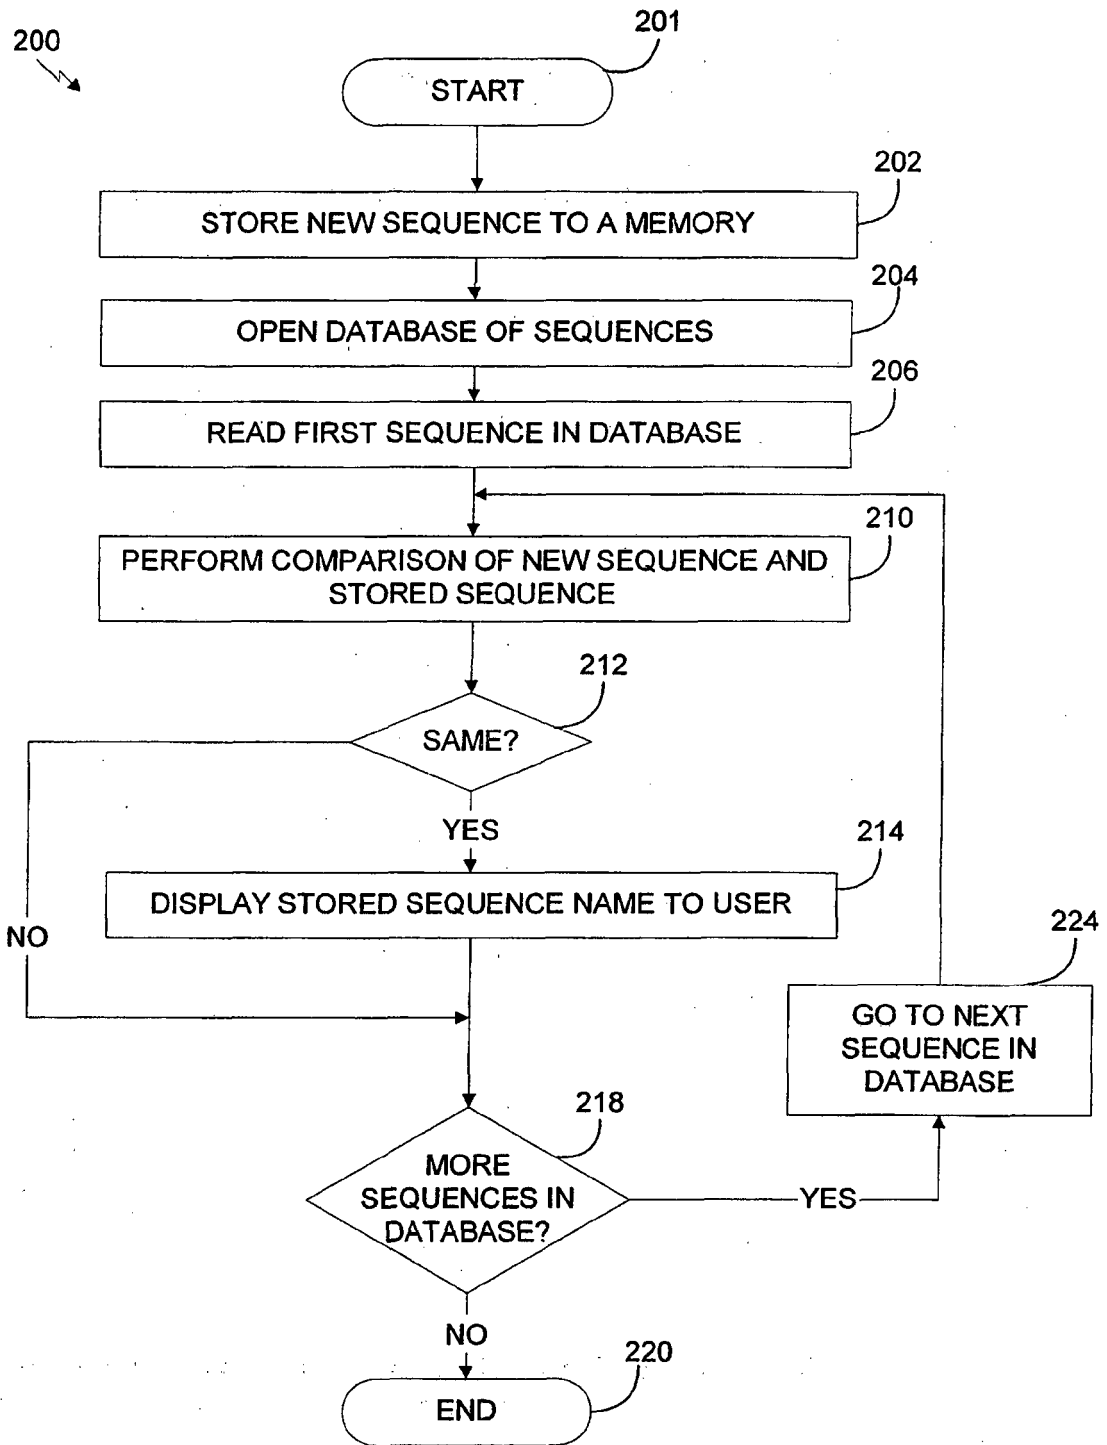 200
201
START
202
STORE NEW SEQUENCE TO A MEMORY
204
OPEN DATABASE OF SEQUENCES
206
READ FIRST SEQUENCE IN DATABASE
210
PERFORM COMPARISON OF NEW SEQUENCE AND
STORED SEQUENCE
212
SAME?
YES
214
DISPLAY STORED SEQUENCE NAME TO USER
NO
224
GO TO NEXT
SEQUENCE IN
DATABASE
218
MORE
SEQUENCES IN
DATABASE?
YES
NO
220
END